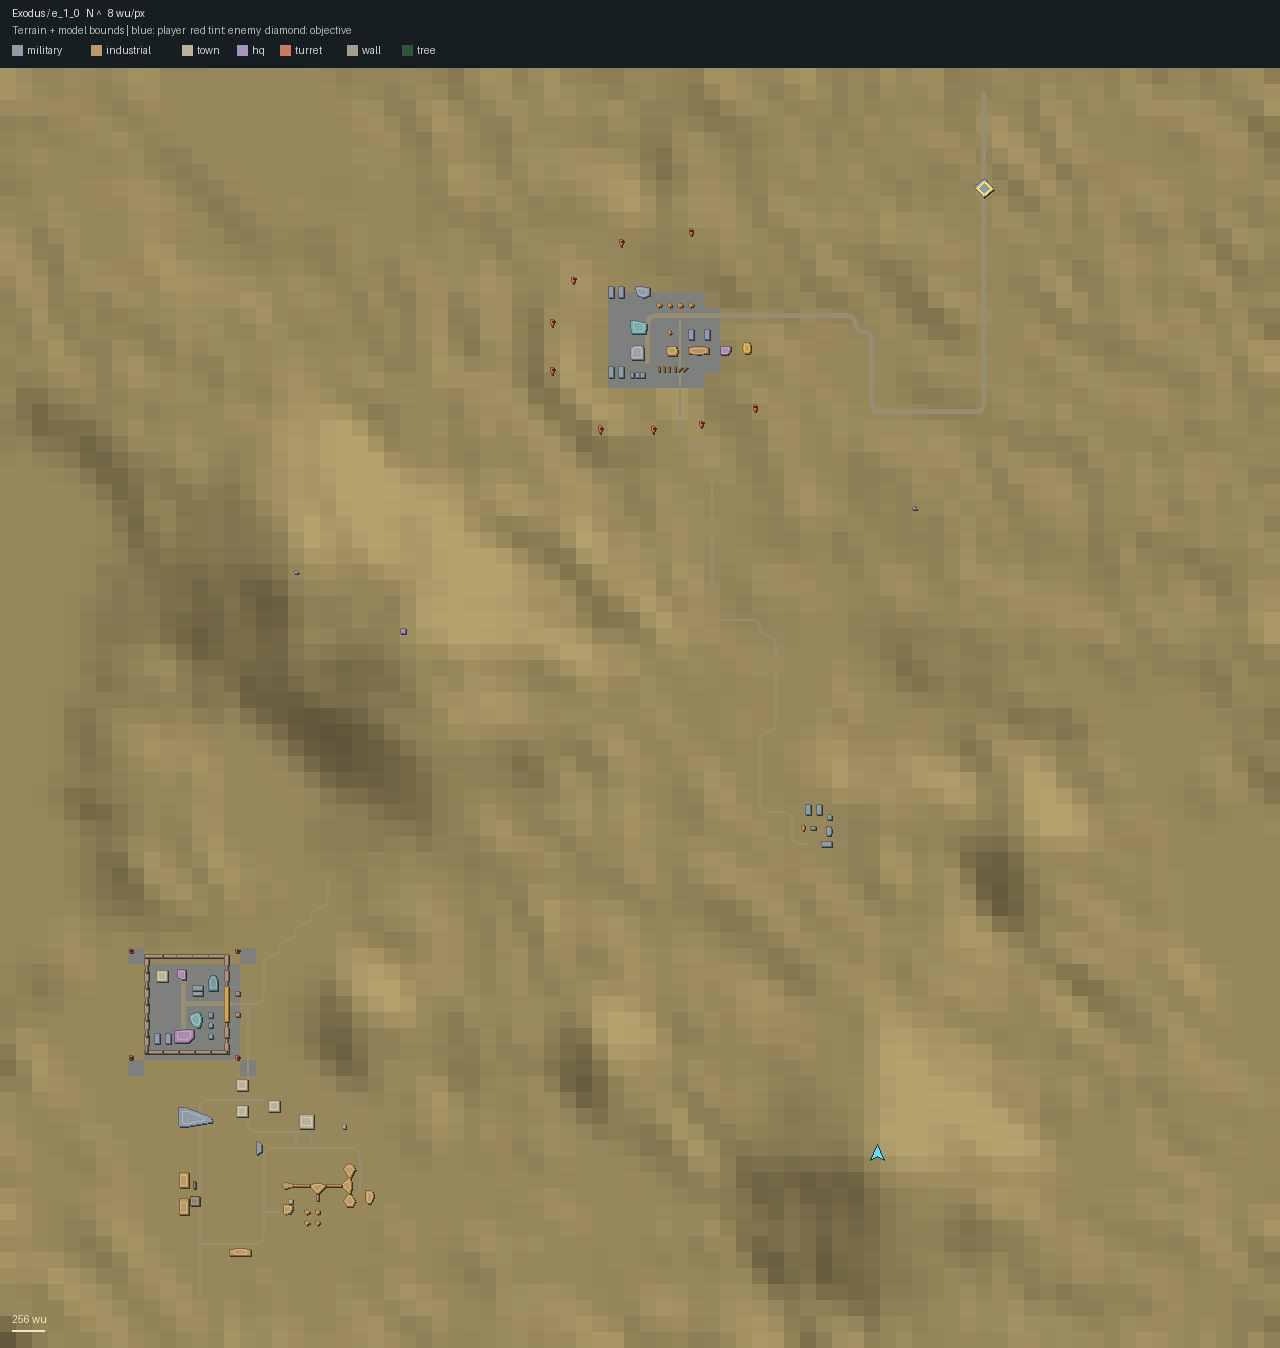 Exodus/e_1_0 N ^ 8 wu/px
Terrain + model bounds | blue: player red tint: enemy diamond: objective
military industrial town hq turret wall tree
256 wu